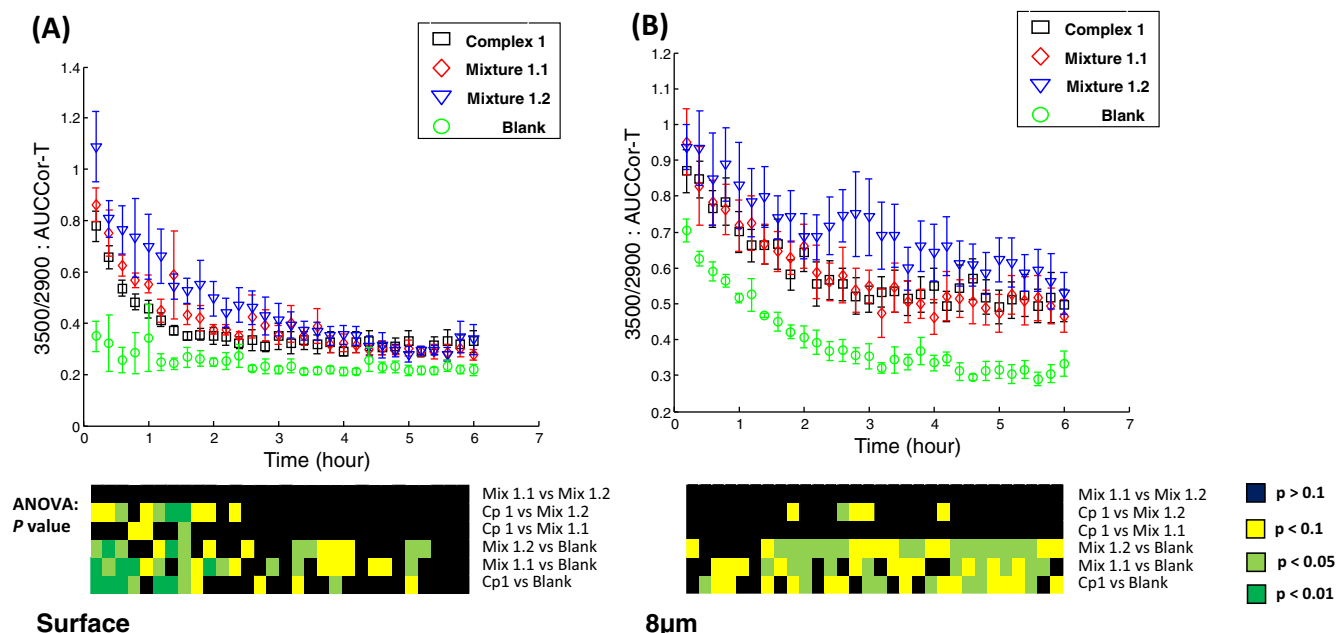 (A)
Complex 1
Mixture 1.1
Mixture 1.2
Blank
3500/2900 : AUCCor-T
1.4
1.2
1
0.8
0.6
0.4
0.2
0
0 1 2 3 4 5 6 7
Time (hour)
(B)
Complex 1
Mixture 1.1
Mixture 1.2
Blank
3500/2900 : AUCCor-T
1.2
1.1
1
0.9
0.8
0.7
0.6
0.5
0.4
0.3
0.2
0 1 2 3 4 5 6 7
Time (hour)
ANOVA:
P value
Mix 1.1 vs Mix 1.2
Cp 1 vs Mix 1.2
Cp 1 vs Mix 1.1
Mix 1.2 vs Blank
Mix 1.1 vs Blank
Cp1 vs Blank
Surface
Mix 1.1 vs Mix 1.2
Cp 1 vs Mix 1.2
Cp 1 vs Mix 1.1
Mix 1.2 vs Blank
Mix 1.1 vs Blank
Cp1 vs Blank
8µm
p > 0.1
p < 0.1
p < 0.05
p < 0.01